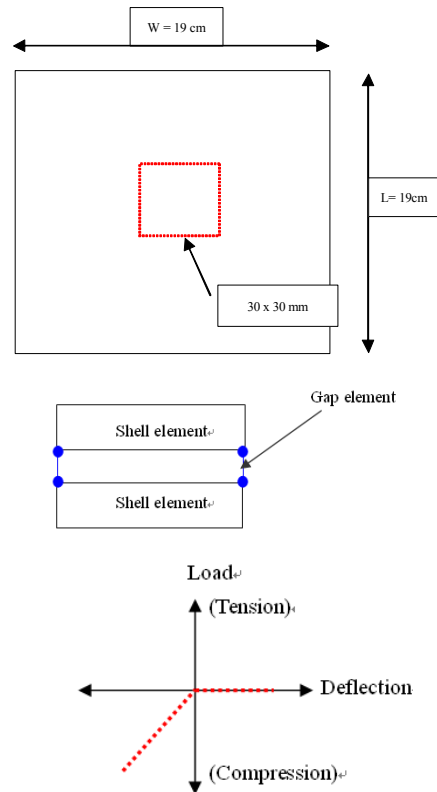 W = 19 cm
L= 19cm
30 x 30 mm
Gap element
Shell element↵
Shell element↵
Load↵
(Tension)↵
Deflection
(Compression)↵